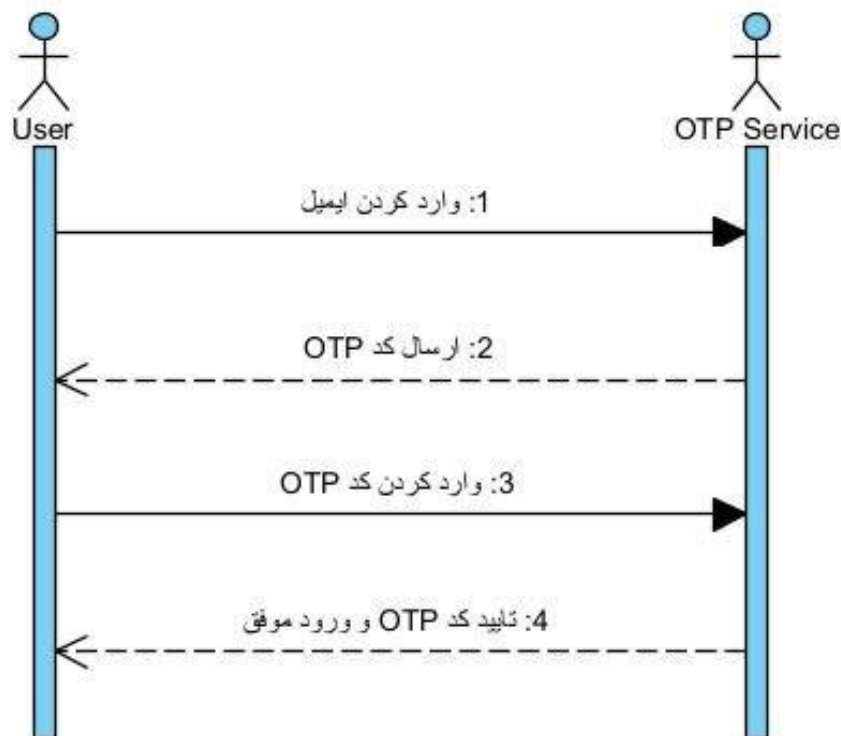 User
OTP Service
1: وارد کردن ایمیل
2: ارسال کد OTP
3: وارد کردن کد OTP
4: تایید کد OTP و ورود موفق